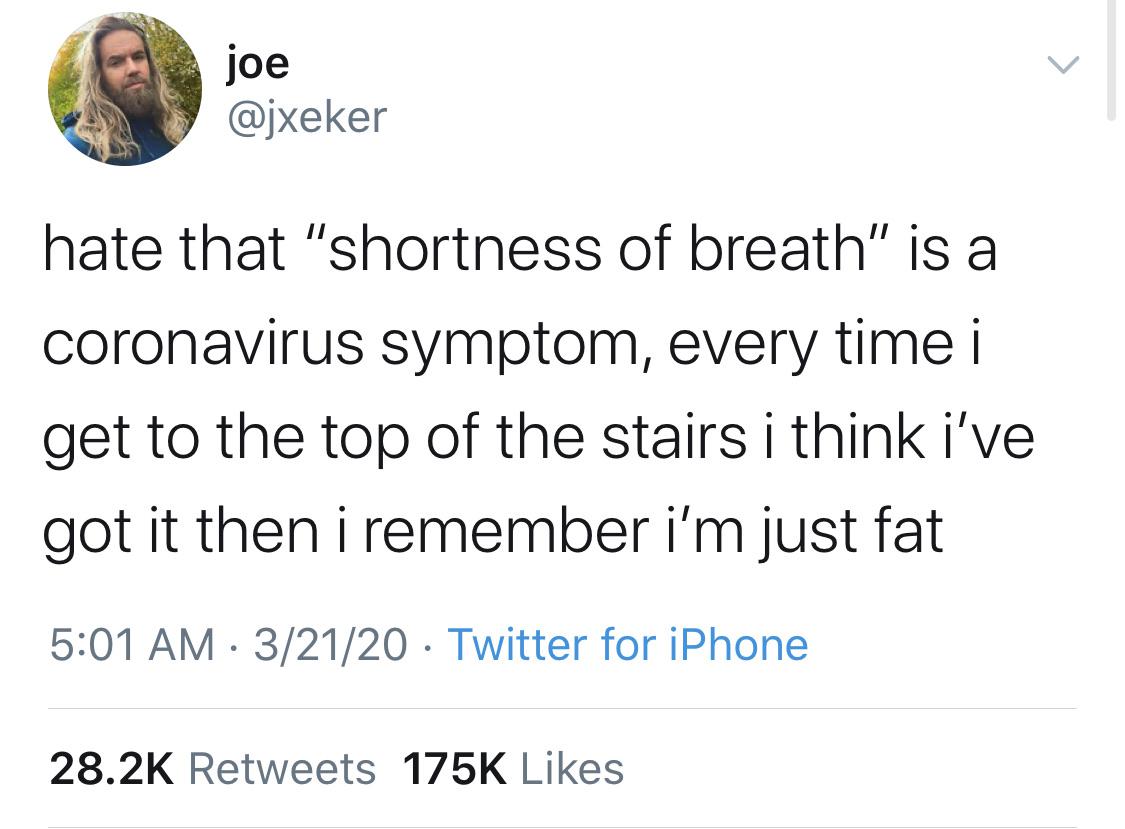 joe
@jxeker
hate that “shortness of breath” is a
coronavirus symptom, every time i
get to the top of the stairs i think i’ve
got it then i remember i’m just fat
5:01 AM · 3/21/20 · Twitter for iPhone
28.2K Retweets 175K Likes